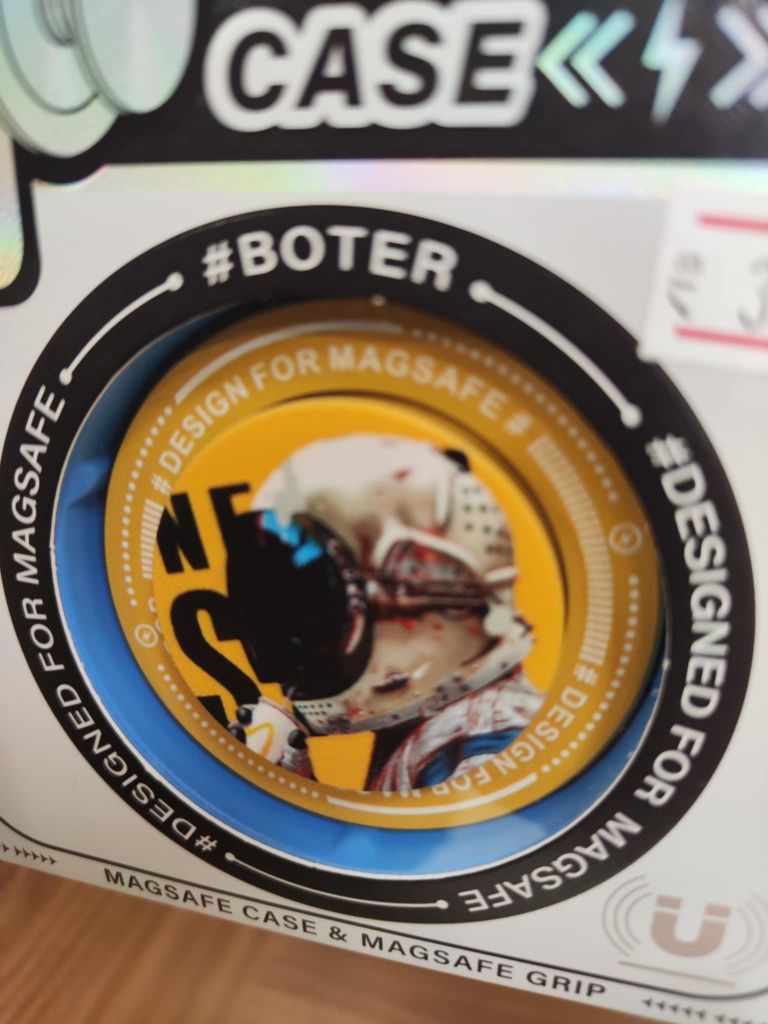 CASE
#BOTER
#DESIGNED FOR MAGSAFE
#DESIGNED FOR MAGSAFE
# DESIGN FOR MAGSAFE #
# DESIGN FOR
MAGSAFE CASE & MAGSAFE GRIP